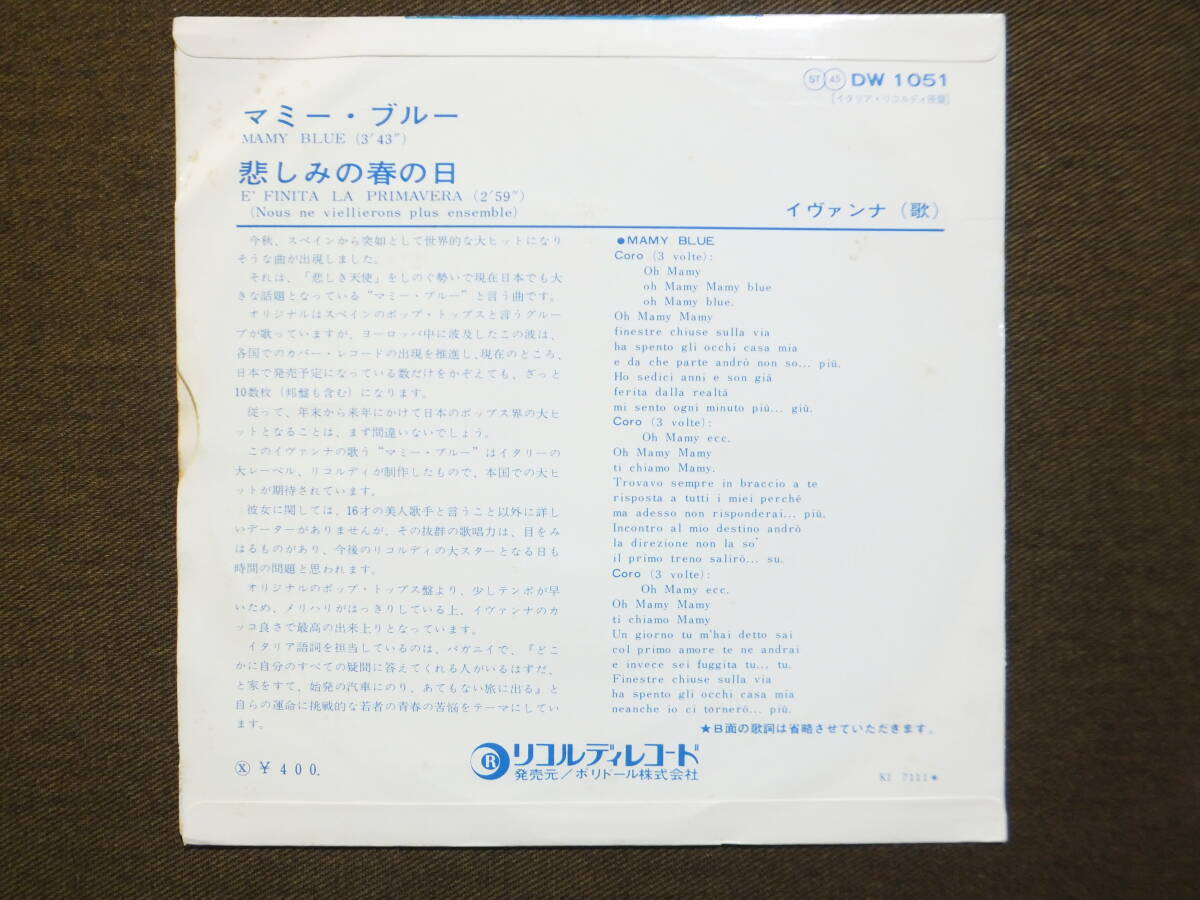 ST 45 DW 1051
[イタリア・リコルディ原盤]
マミー・ブルー
MAMY BLUE (3′43″)
悲しみの春の日
E' FINITA LA PRIMAVERA (2′59″)
(Nous ne viellierons plus ensemble)
イヴァンナ (歌)
今秋、スペインから突如として世界的な大ヒットになり
そうな曲が出現しました。
それは、「悲しき天使」をしのぐ勢いで現在日本でも大
きな話題となっている“マミー・ブルー”と言う曲です。
オリジナルはスペインのポップ・トップスと言うグルー
プが歌っていますが、ヨーロッパ中に波及したこの波は、
各国でのカバー・レコードの出現を推進し、現在のところ、
日本で発売予定になっている数だけをかぞえても、ざっと
10数枚 (邦盤も含む) になります。
従って、年末から来年にかけて日本のポップス界の大ヒ
ットとなることは、まず間違いないでしょう。
このイヴァンナの歌う“マミー・ブルー”はイタリーの
大レーベル、リコルディが制作したもので、本国での大ヒ
ットが期待されています。
彼女に関しては、16才の美人歌手と言うこと以外に詳し
いデーターがありませんが、その抜群の歌唱力は、目をみ
はるものがあり、今後のリコルディの大スターとなる日も
時間の問題と思われます。
オリジナルのポップ・トップス盤より、少しテンポが早
いため、メリハリがはっきりしている上、イヴァンナのカ
ッコ良さで最高の出来上りとなっています。
イタリア語詞を担当しているのは、パガニイで、『どこ
かに自分のすべての疑問に答えてくれる人がいるはずだ、
と家をすて、始発の汽車にのり、あてもない旅に出る』と
自らの運命に挑戦的な若者の青春の苦悩をテーマにしてい
ます。
●MAMY BLUE
Coro (3 volte):
Oh Mamy
oh Mamy Mamy blue
oh Mamy blue.
Oh Mamy Mamy
finestre chiuse sulla via
ha spento gli occhi casa mia
e da che parte andrò non so... più.
Ho sedici anni e son giã
ferita dalla realtã
mi sento ogni minuto più... giū.
Coro (3 volte):
Oh Mamy ecc.
Oh Mamy Mamy
ti chiamo Mamy.
Trovavo sempre in braccio a te
risposta a tutti i miei perché
ma adesso non risponderai... più.
Incontro al mio destino andrò
la direzione non la so'
il primo treno salirò... su.
Coro (3 volte):
Oh Mamy ecc.
Oh Mamy Mamy
ti chiamo Mamy
Un giorno tu m'hai detto sai
col primo amore te ne andrai
e invece sei fuggita tu... tu.
Finestre chiuse sulla via
ha spento gli occhi casa mia
neanche io ci tornerò... più.
★B面の歌詞は省略させていただきます。
Ⓧ ￥400.
R リコルディレコード
発売元/ポリドール株式会社
KI 7111★